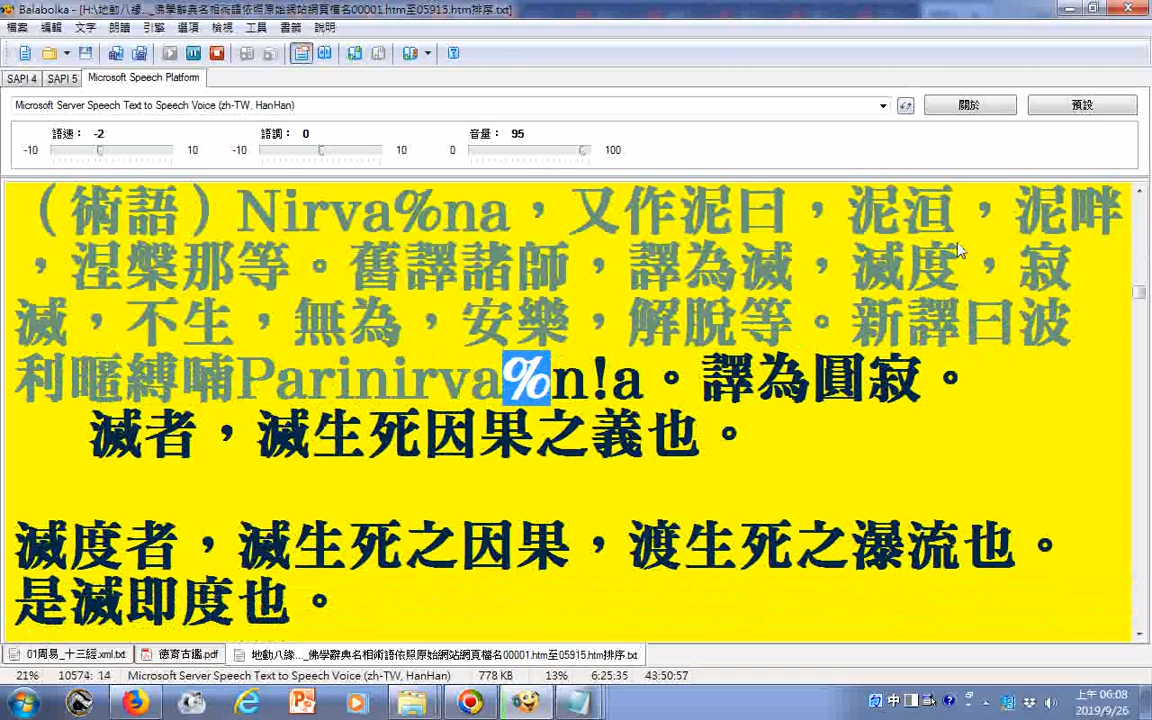 Balabolka - [H:\地動八緣..._佛學辭典名相術語依照原始網站網頁檔名00001.htm至05915.htm排序.txt]
檔案 編輯 文字 朗讀 引擎 選項 檢視 工具 書籤 說明
SAPI 4 SAPI 5 Microsoft Speech Platform
Microsoft Server Speech Text to Speech Voice (zh-TW, HanHan) 關於 預設
語速： -2 語調： 0 音量： 95
-10 10 -10 10 0 100
（術語）Nirva%na，又作泥曰，泥洹，泥畔
，涅槃那等。舊譯諸師，譯為滅，滅度，寂
滅，不生，無為，安樂，解脫等。新譯曰波
利暱縛喃Parinirva%n!a。譯為圓寂。
滅者，滅生死因果之義也。
滅度者，滅生死之因果，渡生死之瀑流也。
是滅即度也。
01周易_十三經.xml.txt 德育古鑑.pdf 地動八緣..._佛學辭典名相術語依照原始網站網頁檔名00001.htm至05915.htm排序.txt
21% 10574: 14 Microsoft Server Speech Text to Speech Voice (zh-TW, HanHan) 778 KB 13% 6:25:35 43:50:57
中 上午 06:08
2019/9/26